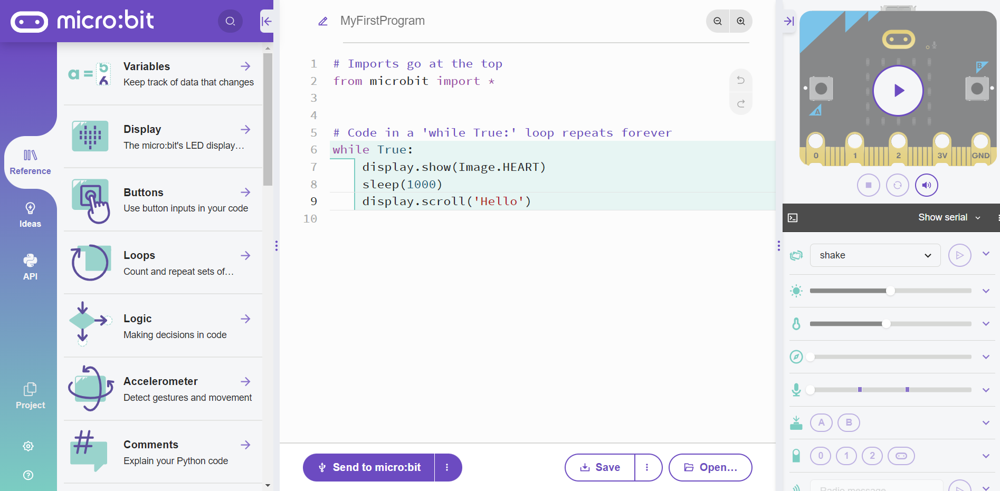 micro:bit
Reference
Ideas
API
Project
a = 5
6
Variables
Keep track of data that changes
Display
The micro:bit's LED display...
Buttons
Use button inputs in your code
Loops
Count and repeat sets of...
Logic
Making decisions in code
Accelerometer
Detect gestures and movement
#
Comments
Explain your Python code
MyFirstProgram
1 # Imports go at the top
2 from microbit import *
3
4
5 # Code in a 'while True:' loop repeats forever
6 while True:
7 display.show(Image.HEART)
8 sleep(1000)
9 display.scroll('Hello')
10
Send to micro:bit
Save
Open...
B
A
0 1 2 3V GND
Show serial
shake
A B
0 1 2
Radio message